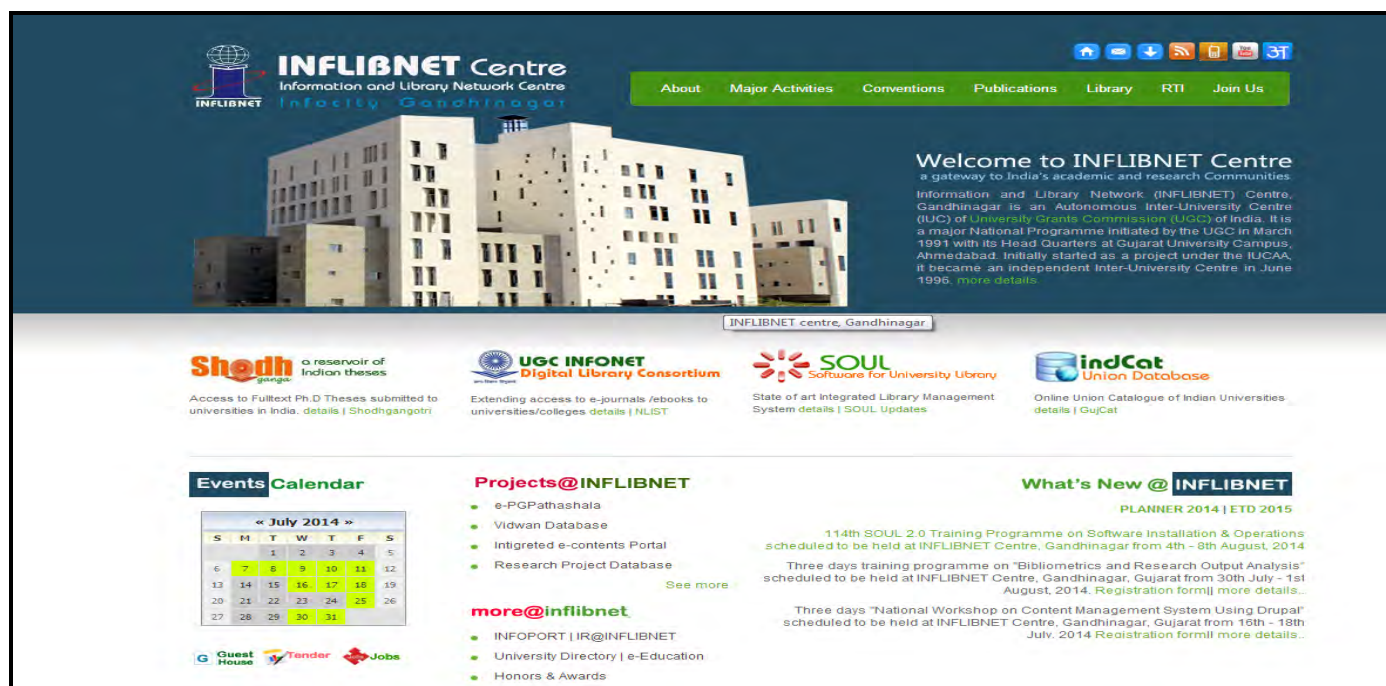 INFLIBNET Centre
Information and Library Network Centre
Infocity Gandhinagar
INFLIBNET
You Tube
अ
About Major Activities Conventions Publications Library RTI Join Us
Welcome to INFLIBNET Centre
a gateway to India's academic and research Communities
Information and Library Network (INFLIBNET) Centre,
Gandhinagar is an Autonomous Inter-University Centre
(IUC) of University Grants Commission (UGC) of India. It is
a major National Programme initiated by the UGC in March
1991 with its Head Quarters at Gujarat University Campus,
Ahmedabad. Initially started as a project under the IUCAA,
it became an independent Inter-University Centre in June
1996. more details
INFLIBNET centre, Gandhinagar
Shodh ganga
a reservoir of
Indian theses
Access to Fulltext Ph.D Theses submitted to
universities in India. details | Shodhgangotri
UGC INFONET
Digital Library Consortium
Extending access to e-journals /ebooks to
universities/colleges details | NLIST
SOUL
Software for University Library
State of art Integrated Library Management
System details | SOUL Updates
indCat
Union Database
Online Union Catalogue of Indian Universities
details | GujCat
Events Calendar
« July 2014 »
S M T W T F S
1 2 3 4 5
6 7 8 9 10 11 12
13 14 15 16 17 18 19
20 21 22 23 24 25 26
27 28 29 30 31
G Guest House
Tender
Jobs
Projects@INFLIBNET
e-PGPathashala
Vidwan Database
Intigreted e-contents Portal
Research Project Database
See more
more@inflibnet
INFOPORT | IR@INFLIBNET
University Directory | e-Education
Honors & Awards
What's New @ INFLIBNET
PLANNER 2014 | ETD 2015
114th SOUL 2.0 Training Programme on Software Installation & Operations
scheduled to be held at INFLIBNET Centre, Gandhinagar from 4th - 8th August, 2014
Three days training programme on "Bibliometrics and Research Output Analysis"
scheduled to be held at INFLIBNET Centre, Gandhinagar, Gujarat from 30th July - 1st
August, 2014. Registration form|| more details..
Three days "National Workshop on Content Management System Using Drupal"
scheduled to be held at INFLIBNET Centre, Gandhinagar, Gujarat from 16th - 18th
July, 2014 Registration form|| more details..